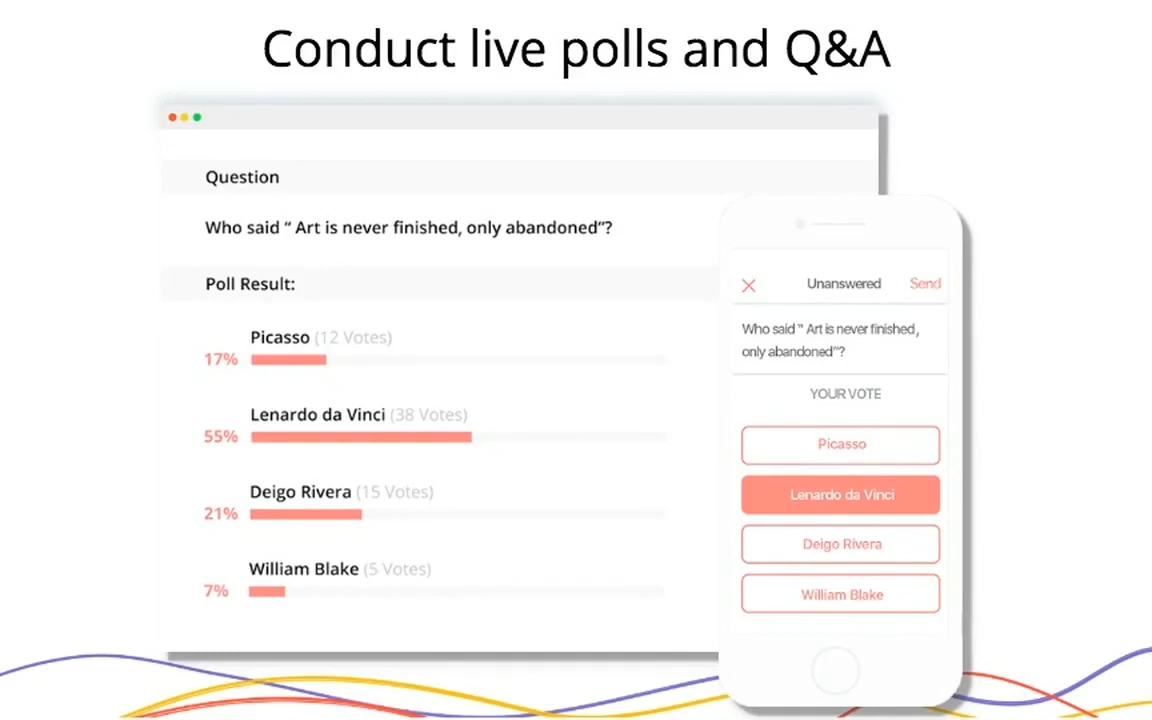 Conduct live polls and Q&A
Question
Who said “ Art is never finished, only abandoned”?
Poll Result:
Picasso (12 Votes)
17%
Lenardo da Vinci (38 Votes)
55%
Deigo Rivera (15 Votes)
21%
William Blake (5 Votes)
7%
Unanswered Send
Who said “ Art is never finished,
only abandoned”?
YOUR VOTE
Picasso
Lenardo da Vinci
Deigo Rivera
William Blake